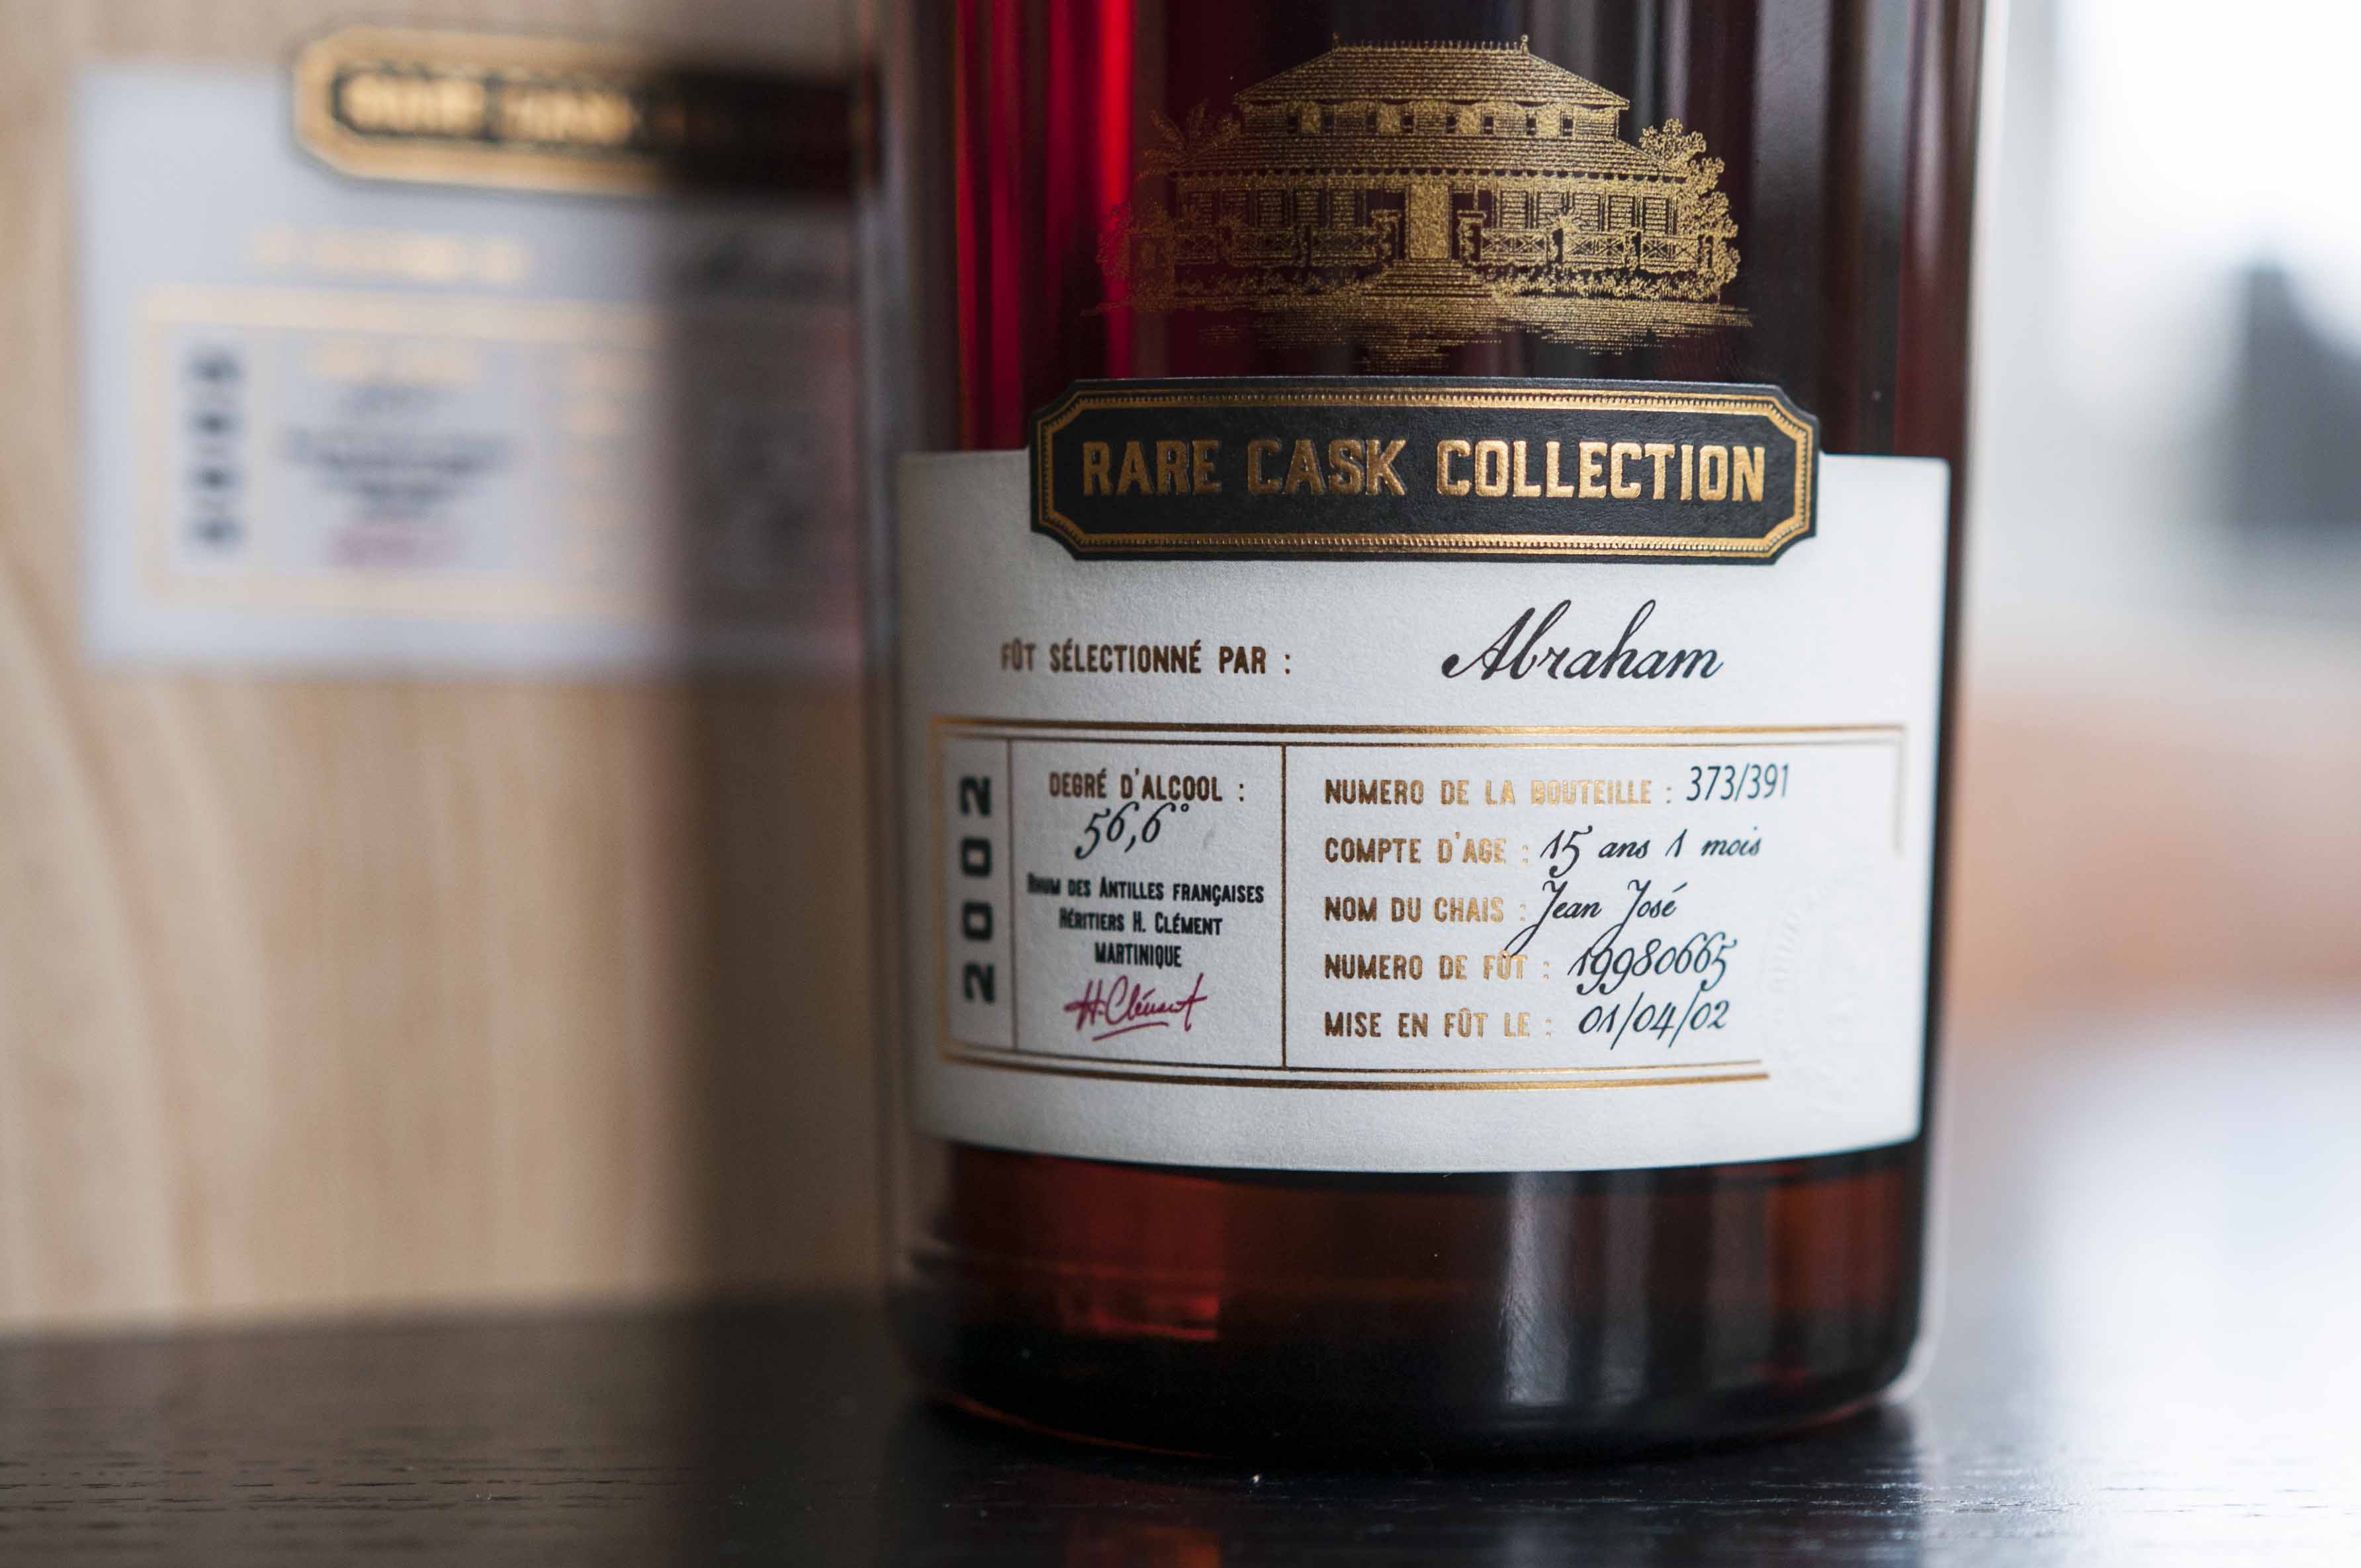 RARE CASK COLLECTION
FÛT SÉLECTIONNÉ PAR : Abraham
2002
DEGRÉ D'ALCOOL :
56,6°
RHUM DES ANTILLES FRANÇAISES
HÉRITIERS H. CLÉMENT
MARTINIQUE
H. Clément
NUMERO DE LA BOUTEILLE : 373/391
COMPTE D'AGE : 15 ans 1 mois
NOM DU CHAIS : Jean José
NUMERO DE FÛT : 19980665
MISE EN FÛT LE : 01/04/02